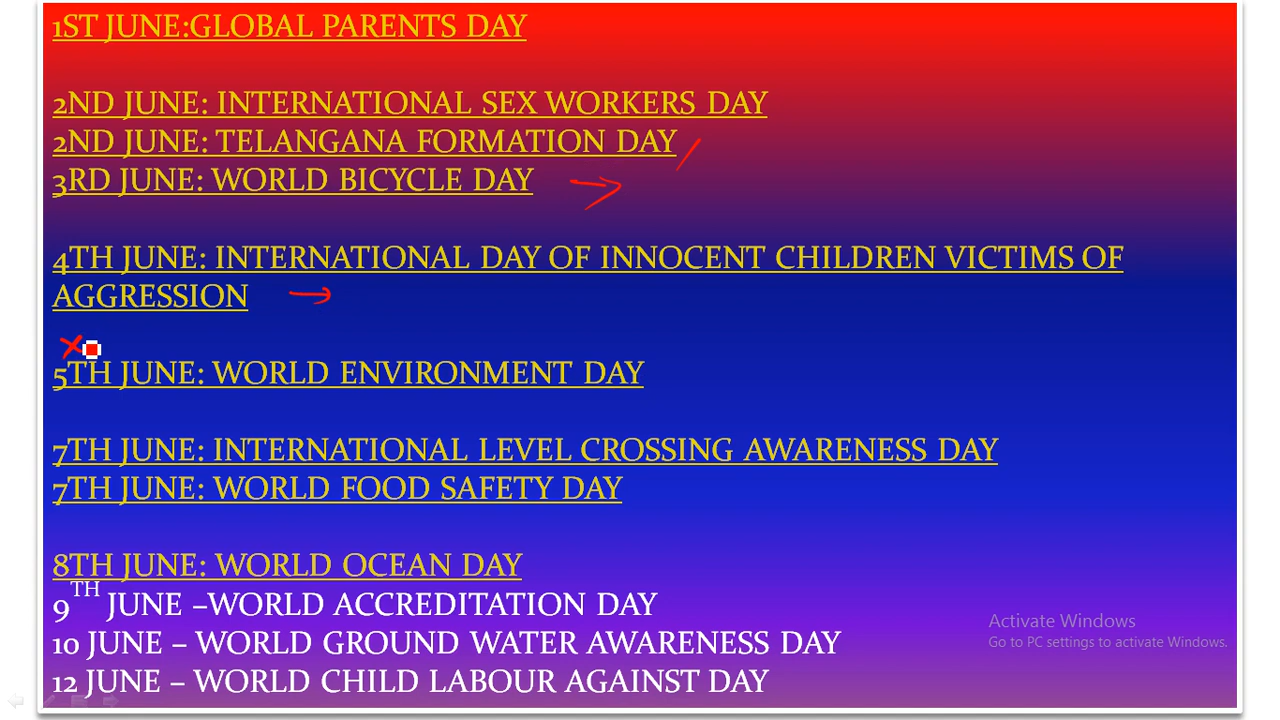 1ST JUNE:GLOBAL PARENTS DAY
2ND JUNE: INTERNATIONAL SEX WORKERS DAY
2ND JUNE: TELANGANA FORMATION DAY
3RD JUNE: WORLD BICYCLE DAY
4TH JUNE: INTERNATIONAL DAY OF INNOCENT CHILDREN VICTIMS OF
AGGRESSION
5TH JUNE: WORLD ENVIRONMENT DAY
7TH JUNE: INTERNATIONAL LEVEL CROSSING AWARENESS DAY
7TH JUNE: WORLD FOOD SAFETY DAY
8TH JUNE: WORLD OCEAN DAY
9TH JUNE –WORLD ACCREDITATION DAY
10 JUNE – WORLD GROUND WATER AWARENESS DAY
12 JUNE – WORLD CHILD LABOUR AGAINST DAY
Activate Windows
Go to PC settings to activate Windows.